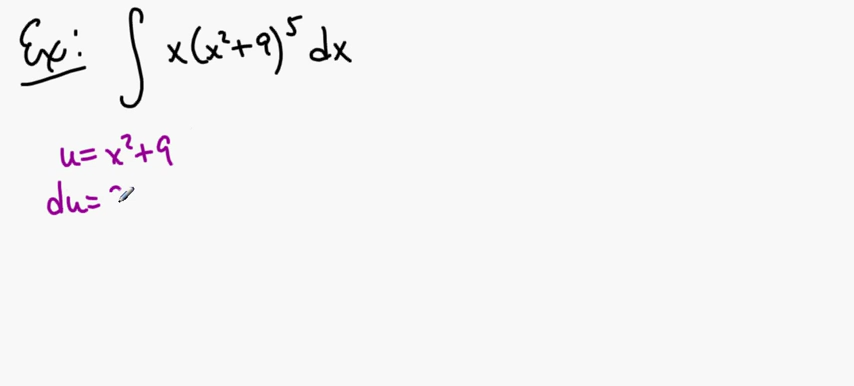 Ex: ∫ x(x²+9)⁵ dx
u= x²+9
du=